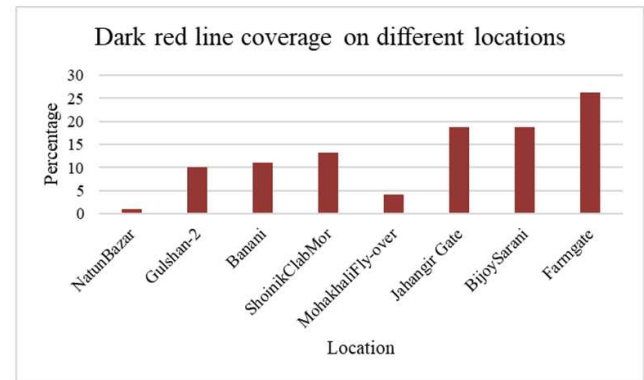 Dark red line coverage on different locations
Percentage
30
25
20
15
10
5
0
NatunBazar
Gulshan-2
Banani
ShoinikClabMor
MohakhaliFly-over
Jahangir Gate
BijoySarani
Farmgate
Location